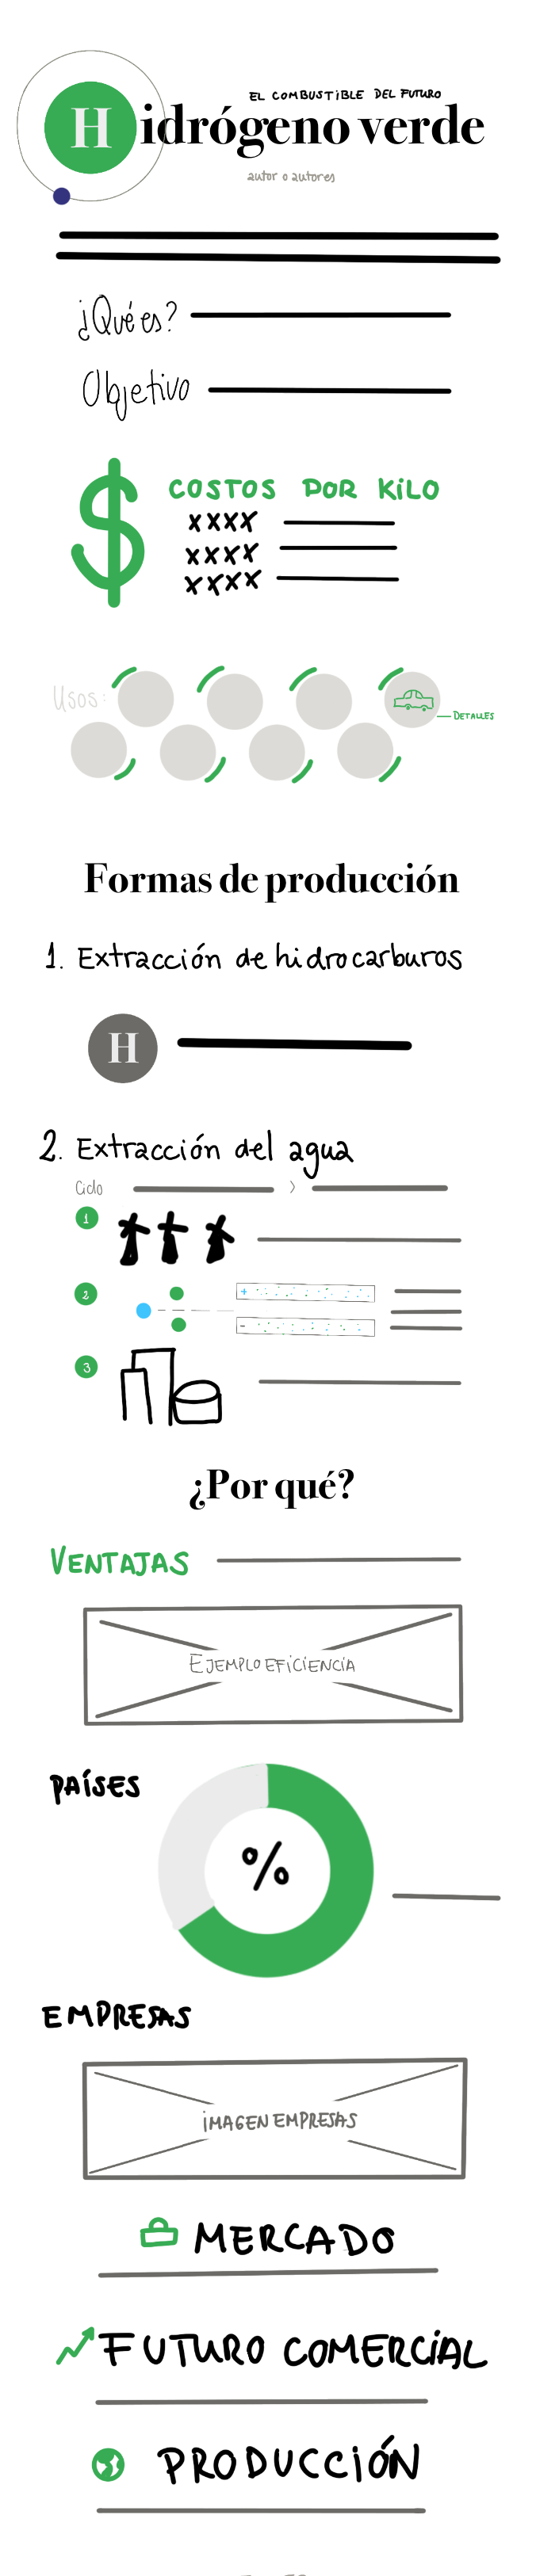 EL COMBUSTIBLE DEL FUTURO
Hidrógeno verde
autor o autores
¿Qué es?
Objetivo
$
COSTOS POR KILO
xxxx
xxxx
xxxx
Usos:
DETALLES
Formas de producción
1. Extracción de hidrocarburos
H
2. Extracción del agua
Ciclo >
1
2
+
-
3
¿Por qué?
VENTAJAS
EJEMPLO EFICIENCIA
PAÍSES
%
EMPRESAS
IMAGEN EMPRESAS
MERCADO
FUTURO COMERCIAL
PRODUCCIÓN